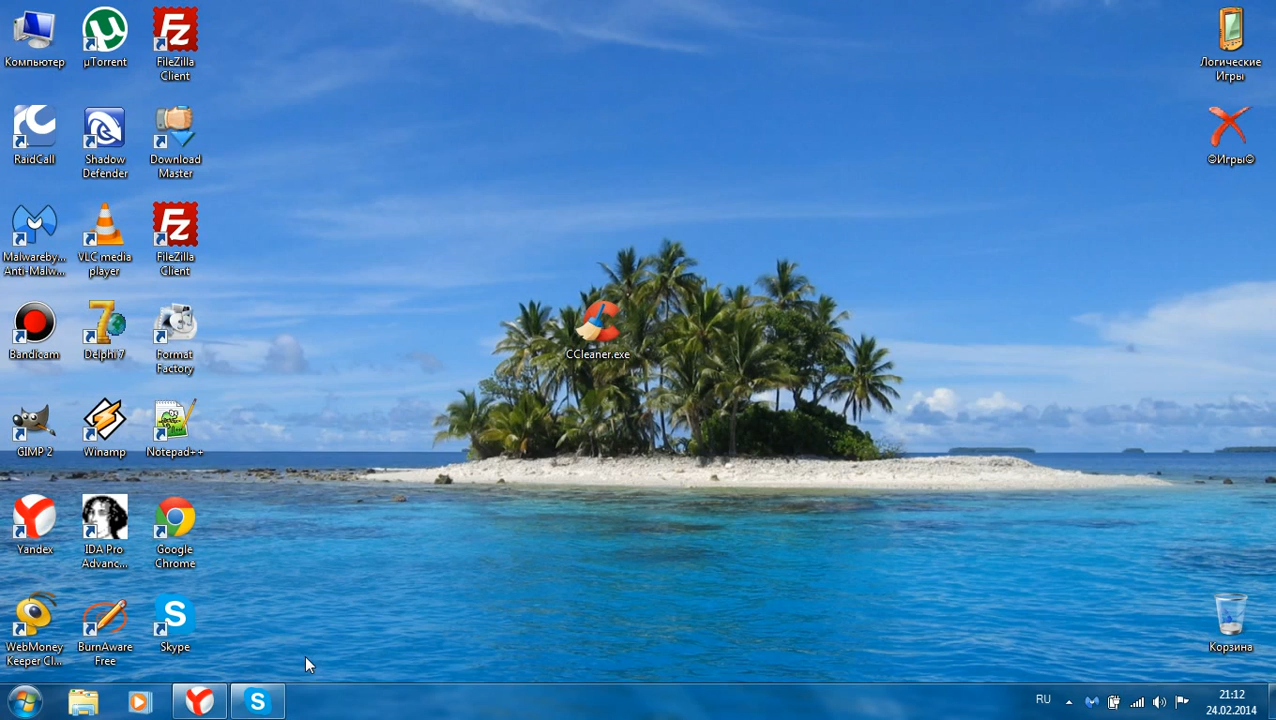 Компьютер
µTorrent
FileZilla
Client
Логические
Игры
RaidCall
Shadow
Defender
Download
Master
©Игры©
Malwareby...
Anti-Malw...
VLC media
player
FileZilla
Client
Bandicam
Delphi 7
Format
Factory
CCleaner.exe
GIMP 2
Winamp
Notepad++
Yandex
IDA Pro
Advanc...
Google
Chrome
WebMoney
Keeper Cl...
BurnAware
Free
Skype
Корзина
RU
21:12
24.02.2014